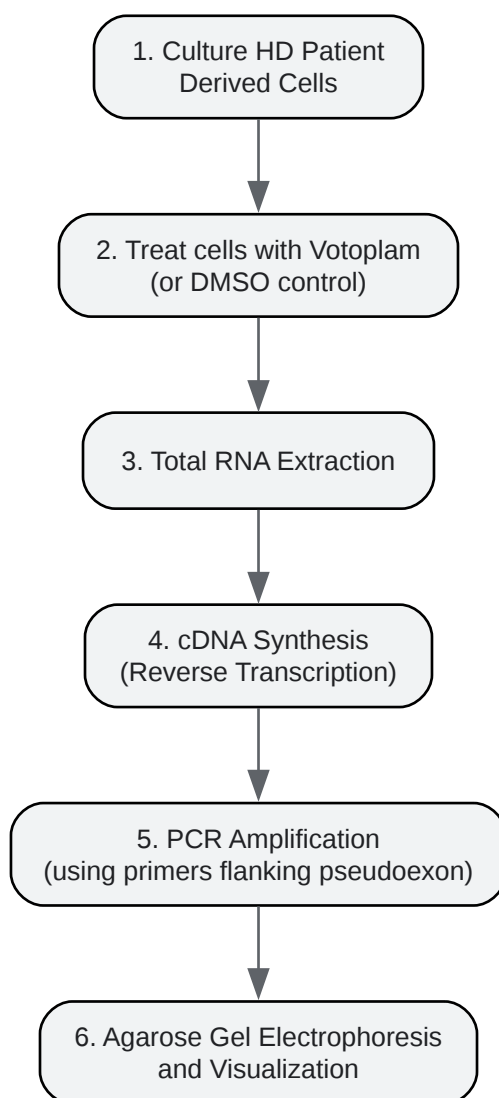 1. Culture HD Patient
Derived Cells
2. Treat cells with Votoplam
(or DMSO control)
3. Total RNA Extraction
4. cDNA Synthesis
(Reverse Transcription)
5. PCR Amplification
(using primers flanking pseudoexon)
6. Agarose Gel Electrophoresis
and Visualization